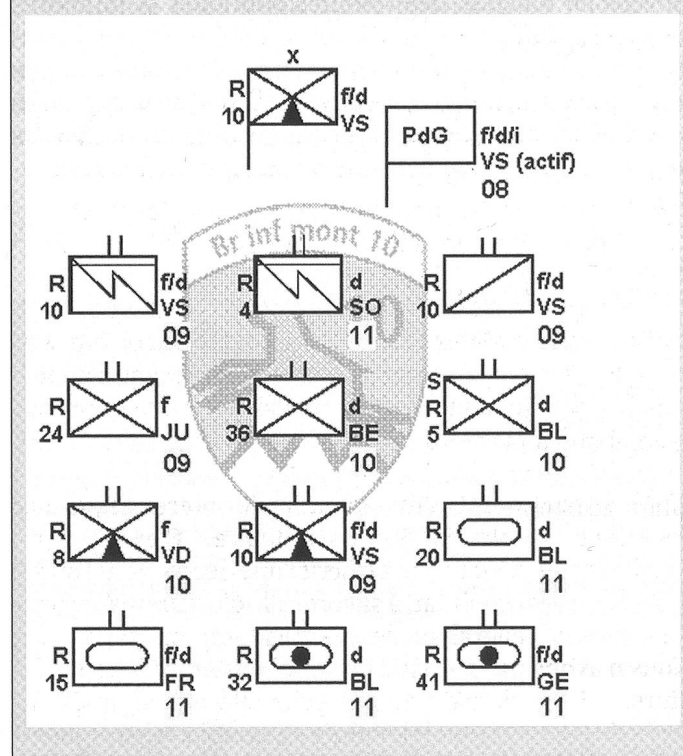 x
R f/d
10 VS
PdG f/d/i
VS (actif)
08
Br inf mont 10
R f/d
10 VS
09
R d
4 SO
11
R f/d
10 VS
09
R f
24 JU
09
R d
36 BE
10
S
R d
5 BL
10
R f
8 VD
10
R f/d
10 VS
09
R d
20 BL
11
R f/d
15 FR
11
R d
32 BL
11
R f/d
41 GE
11